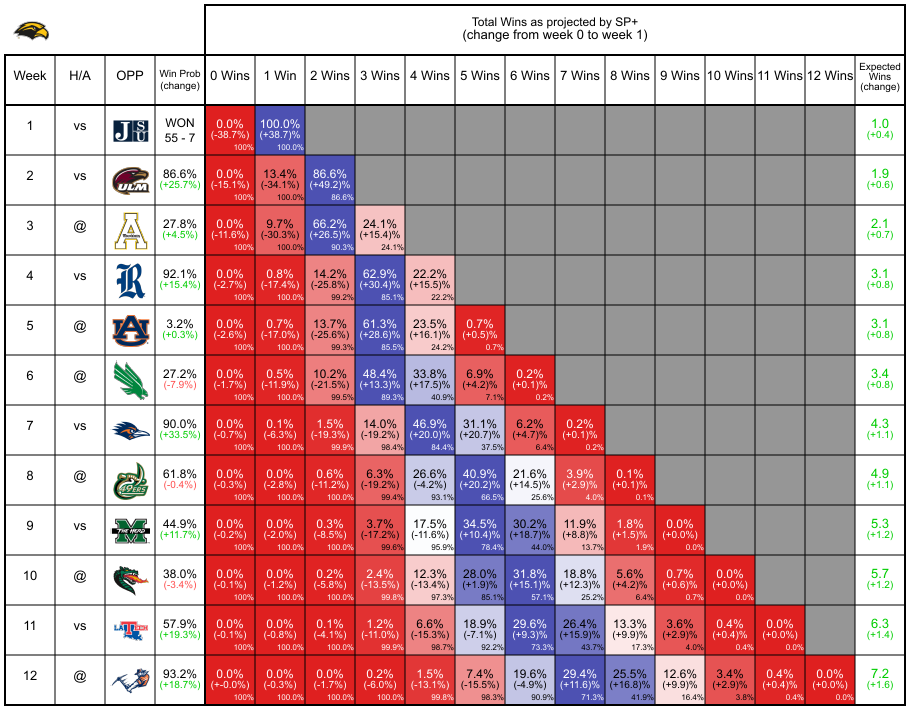 Total Wins as projected by SP+
(change from week 0 to week 1)
Week H/A OPP Win Prob (change) 0 Wins 1 Win 2 Wins 3 Wins 4 Wins 5 Wins 6 Wins 7 Wins 8 Wins 9 Wins 10 Wins 11 Wins 12 Wins Expected Wins (change)
1 vs JSU WON 0.0% 100.0% 1.0
55 - 7 (-38.7%) (+38.7)% (+0.4)
100% 100.0%
2 vs ULM 86.6% 0.0% 13.4% 86.6% 1.9
(+25.7%) (-15.1%) (-34.1%) (+49.2)% (+0.6)
100% 100.0% 86.6%
3 @ A 27.8% 0.0% 9.7% 66.2% 24.1% 2.1
(+4.5%) (-11.6%) (-30.3%) (+26.5)% (+15.4)% (+0.7)
100% 100.0% 90.3% 24.1%
4 vs R 92.1% 0.0% 0.8% 14.2% 62.9% 22.2% 3.1
(+15.4%) (-2.7%) (-17.4%) (-25.8%) (+30.4)% (+15.5)% (+0.8)
100% 100.0% 99.2% 85.1% 22.2%
5 @ AU 3.2% 0.0% 0.7% 13.7% 61.3% 23.5% 0.7% 3.1
(+0.3%) (-2.6%) (-17.0%) (-25.6%) (+28.6)% (+16.1)% (+0.5)% (+0.8)
100% 100.0% 99.3% 85.5% 24.2% 0.7%
6 @ 27.2% 0.0% 0.5% 10.2% 48.4% 33.8% 6.9% 0.2% 3.4
(-7.9%) (-1.7%) (-11.9%) (-21.5%) (+13.3)% (+17.5)% (+4.2)% (+0.1)% (+0.8)
100% 100.0% 99.5% 89.3% 40.9% 7.1% 0.2%
7 vs 90.0% 0.0% 0.1% 1.5% 14.0% 46.9% 31.1% 6.2% 0.2% 4.3
(+33.5%) (-0.7%) (-6.3%) (-19.3%) (-19.2%) (+20.0)% (+20.7)% (+4.7)% (+0.1)% (+1.1)
100% 100.0% 99.9% 98.4% 84.4% 37.5% 6.4% 0.2%
8 @ 49ERS 61.8% 0.0% 0.0% 0.6% 6.3% 26.6% 40.9% 21.6% 3.9% 0.1% 4.9
(-0.4%) (-0.3%) (-2.8%) (-11.2%) (-19.2%) (-4.2%) (+20.2)% (+14.5)% (+2.9)% (+0.1)% (+1.1)
100% 100.0% 100.0% 99.4% 93.1% 66.5% 25.6% 4.0% 0.1%
9 vs M THE HERD 44.9% 0.0% 0.0% 0.3% 3.7% 17.5% 34.5% 30.2% 11.9% 1.8% 0.0% 5.3
(+11.7%) (-0.2%) (-2.0%) (-8.5%) (-17.2%) (-11.6%) (+10.4)% (+18.7)% (+8.8)% (+1.5)% (+0.0)% (+1.2)
100% 100.0% 100.0% 99.6% 95.9% 78.4% 44.0% 13.7% 1.9% 0.0%
10 @ 38.0% 0.0% 0.0% 0.2% 2.4% 12.3% 28.0% 31.8% 18.8% 5.6% 0.7% 0.0% 5.7
(-3.4%) (-0.1%) (-1.2%) (-5.8%) (-13.5%) (-13.4%) (+1.9)% (+15.1)% (+12.3)% (+4.2)% (+0.6)% (+0.0)% (+1.2)
100% 100.0% 100.0% 99.8% 97.3% 85.1% 57.1% 25.2% 6.4% 0.7% 0.0%
11 vs LA TECH 57.9% 0.0% 0.0% 0.1% 1.2% 6.6% 18.9% 29.6% 26.4% 13.3% 3.6% 0.4% 0.0% 6.3
(+19.3%) (-0.1%) (-0.8%) (-4.1%) (-11.0%) (-15.3%) (-7.1%) (+9.3)% (+15.9)% (+9.9)% (+2.9)% (+0.4)% (+0.0)% (+1.4)
100% 100.0% 100.0% 99.9% 98.7% 92.2% 73.3% 43.7% 17.3% 4.0% 0.4% 0.0%
12 @ 93.2% 0.0% 0.0% 0.0% 0.2% 1.5% 7.4% 19.6% 29.4% 25.5% 12.6% 3.4% 0.4% 0.0% 7.2
(+18.7%) (+-0.0%) (-0.3%) (-1.7%) (-6.0%) (-13.1%) (-15.5%) (-4.9%) (+11.6)% (+16.8)% (+9.9)% (+2.9)% (+0.4)% (+0.0)% (+1.6)
100% 100.0% 100.0% 100.0% 99.8% 98.3% 90.9% 71.3% 41.9% 16.4% 3.8% 0.4% 0.0%